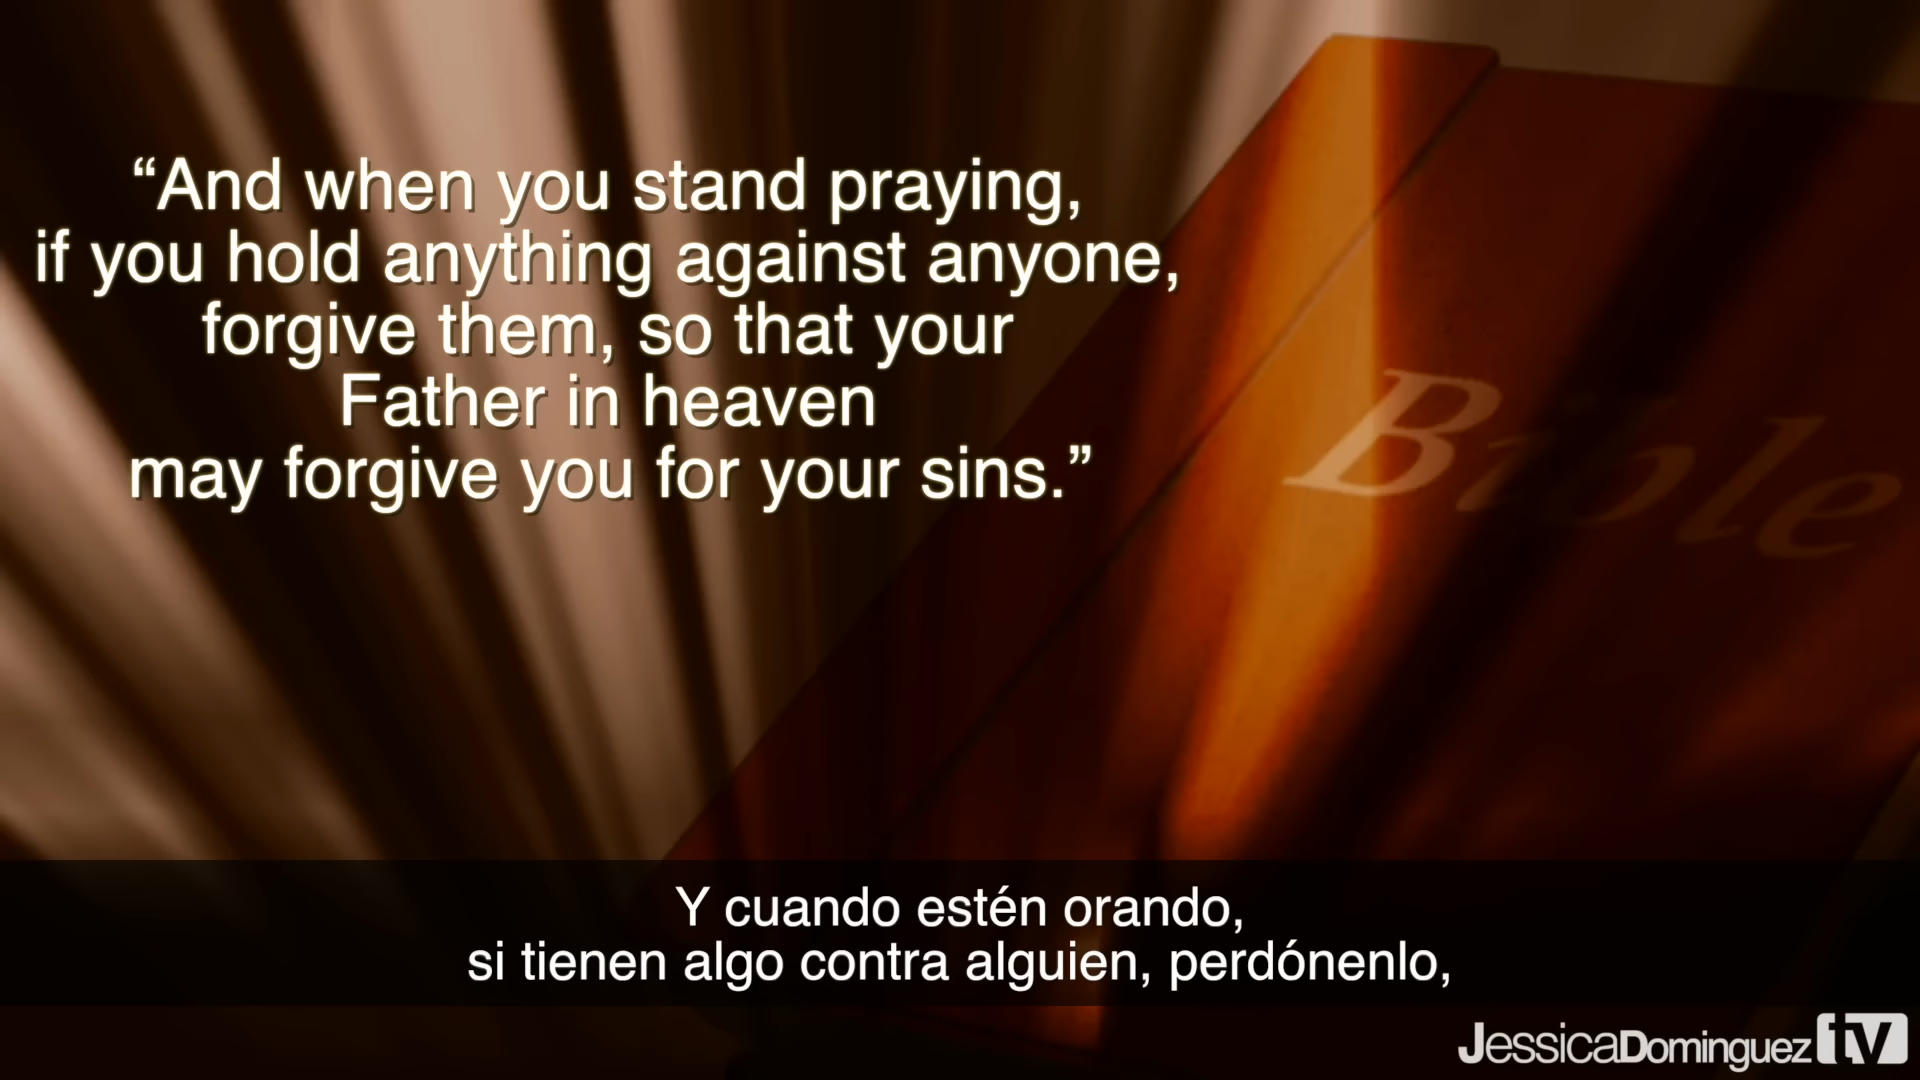 “And when you stand praying,
if you hold anything against anyone,
forgive them, so that your
Father in heaven
may forgive you for your sins.”
Bible
Y cuando estén orando,
si tienen algo contra alguien, perdónenlo,
JessicaDominguez tv